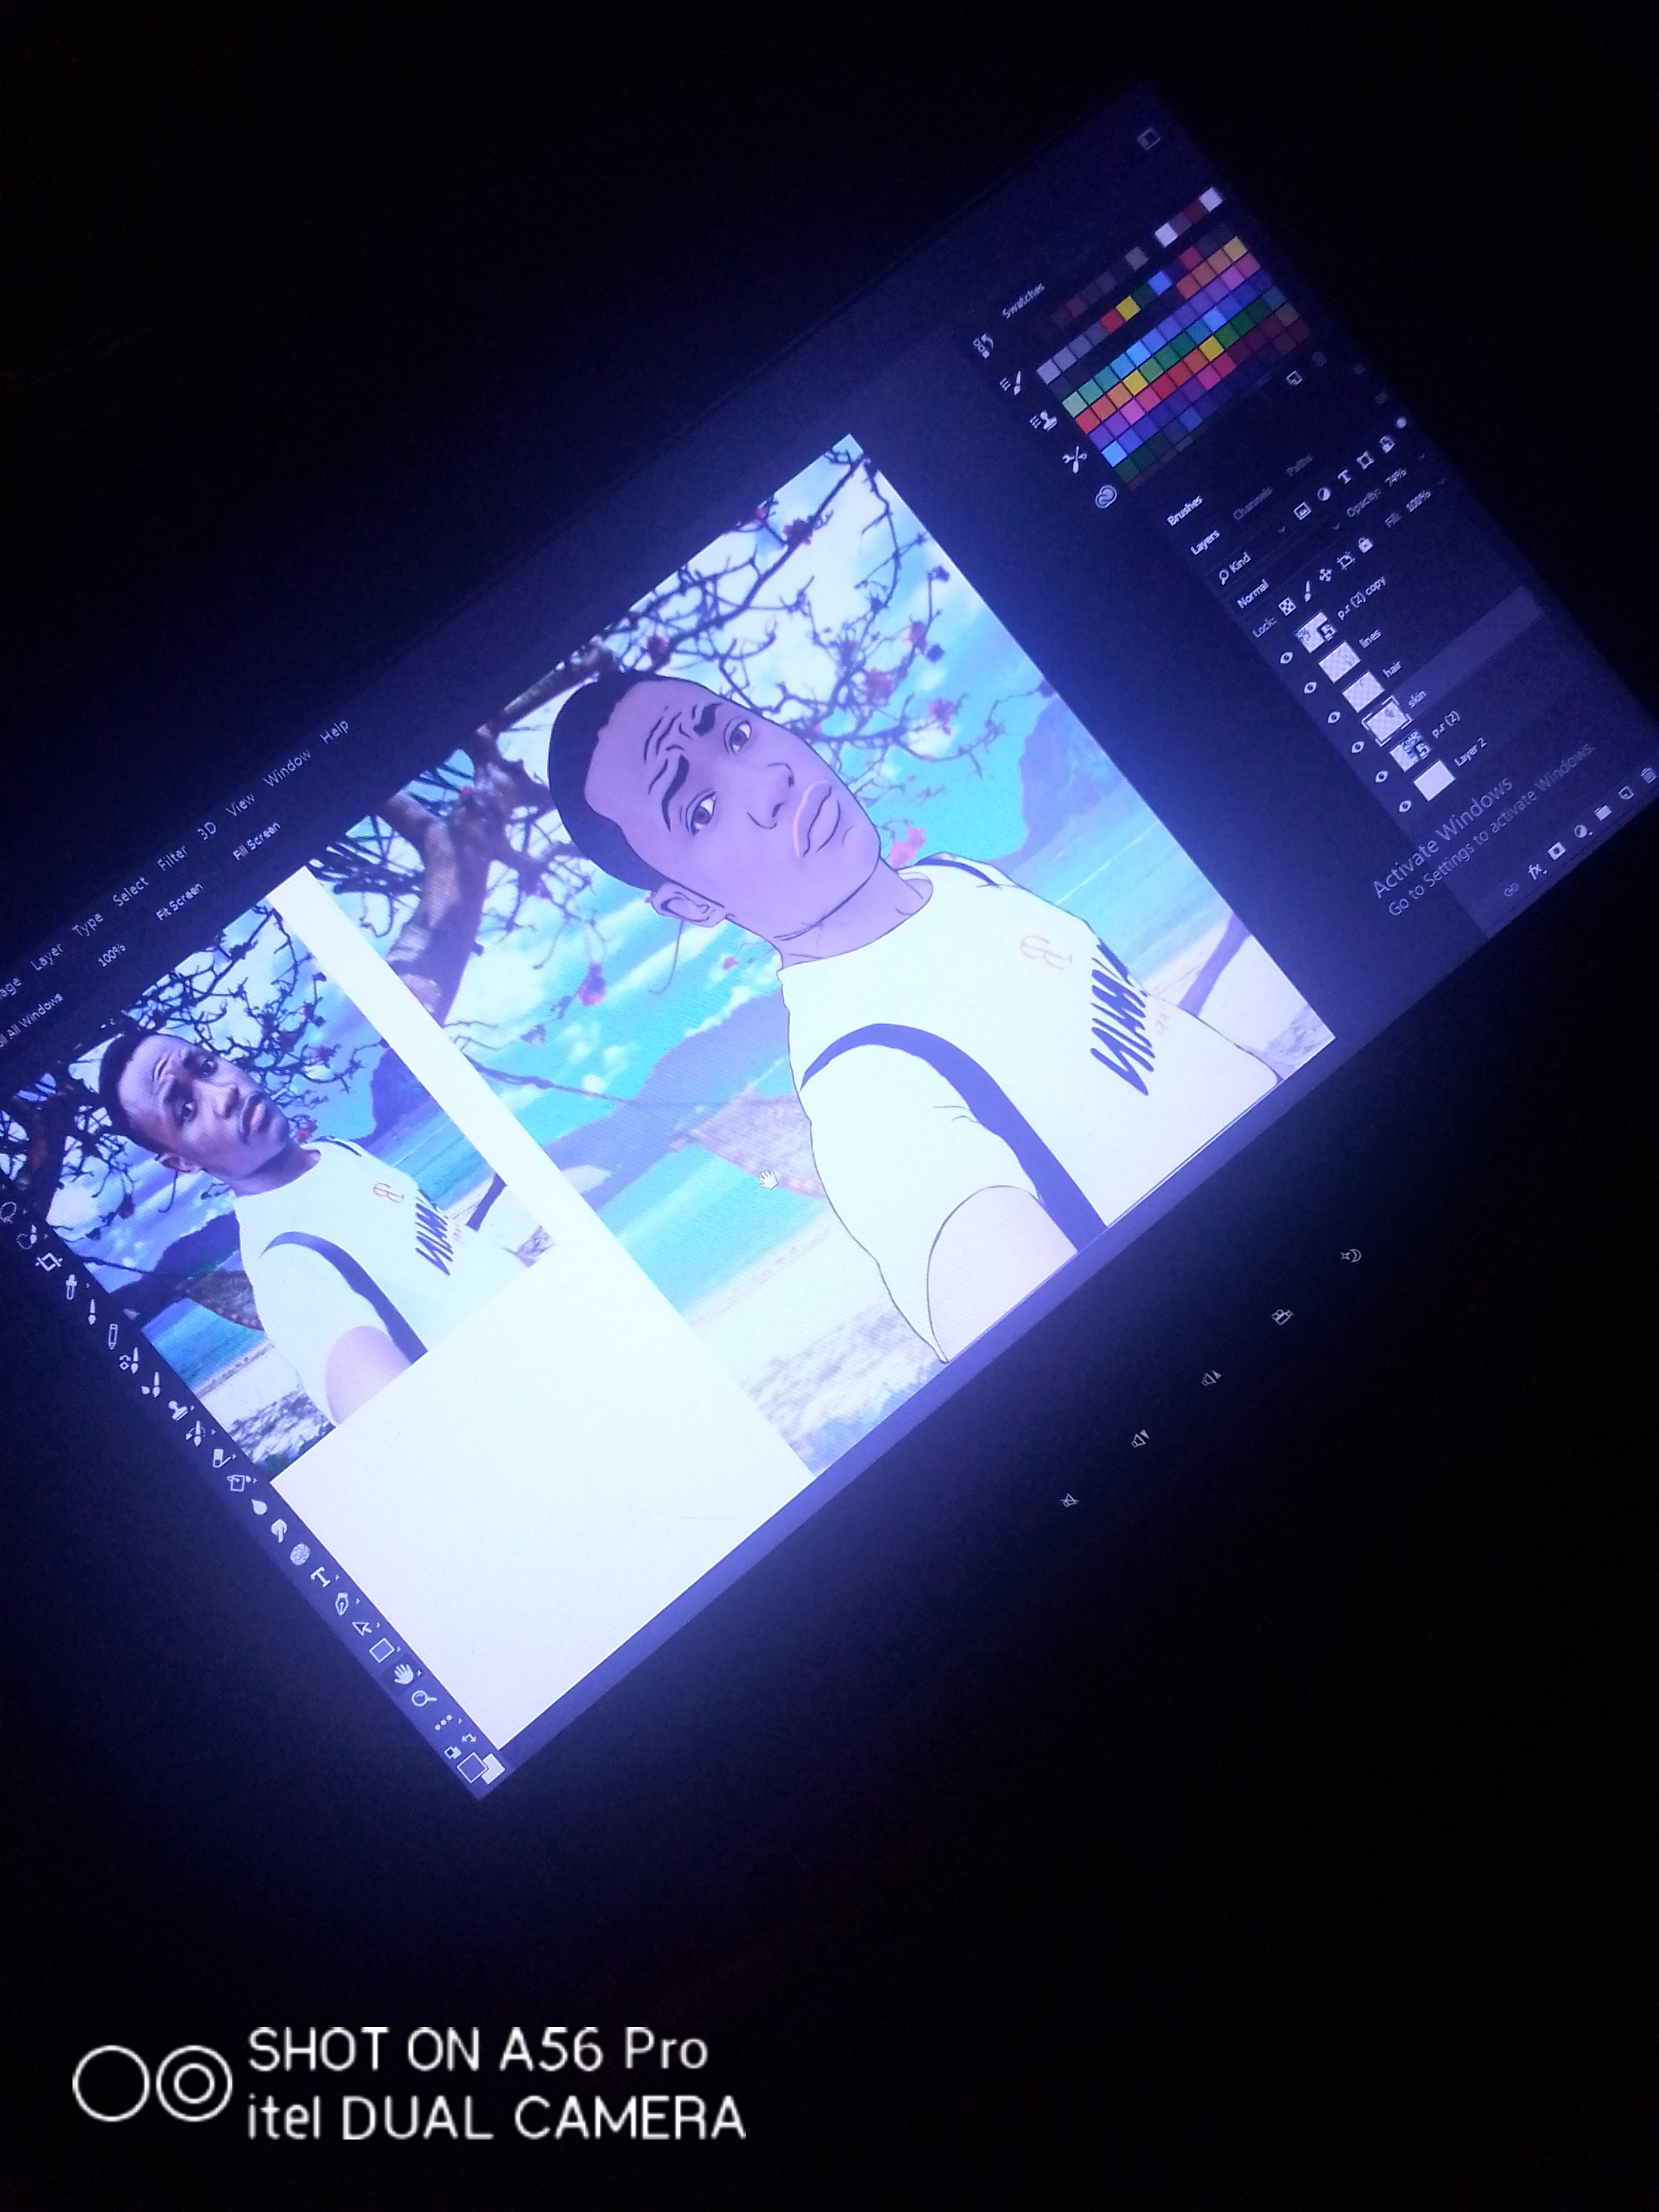 Layer Type Select Filter 3D View Window Help
All Windows 100% Fit Screen Fill Screen
Swatches
Brushes
Layers Channels Paths
Kind
Normal Opacity: 74%
Lock: Fill: 100%
p.r (2) copy
lines
hair
skin
p.r (2)
Layer 2
Activate Windows
Go to Settings to activate Windows.
SHOT ON A56 Pro
itel DUAL CAMERA